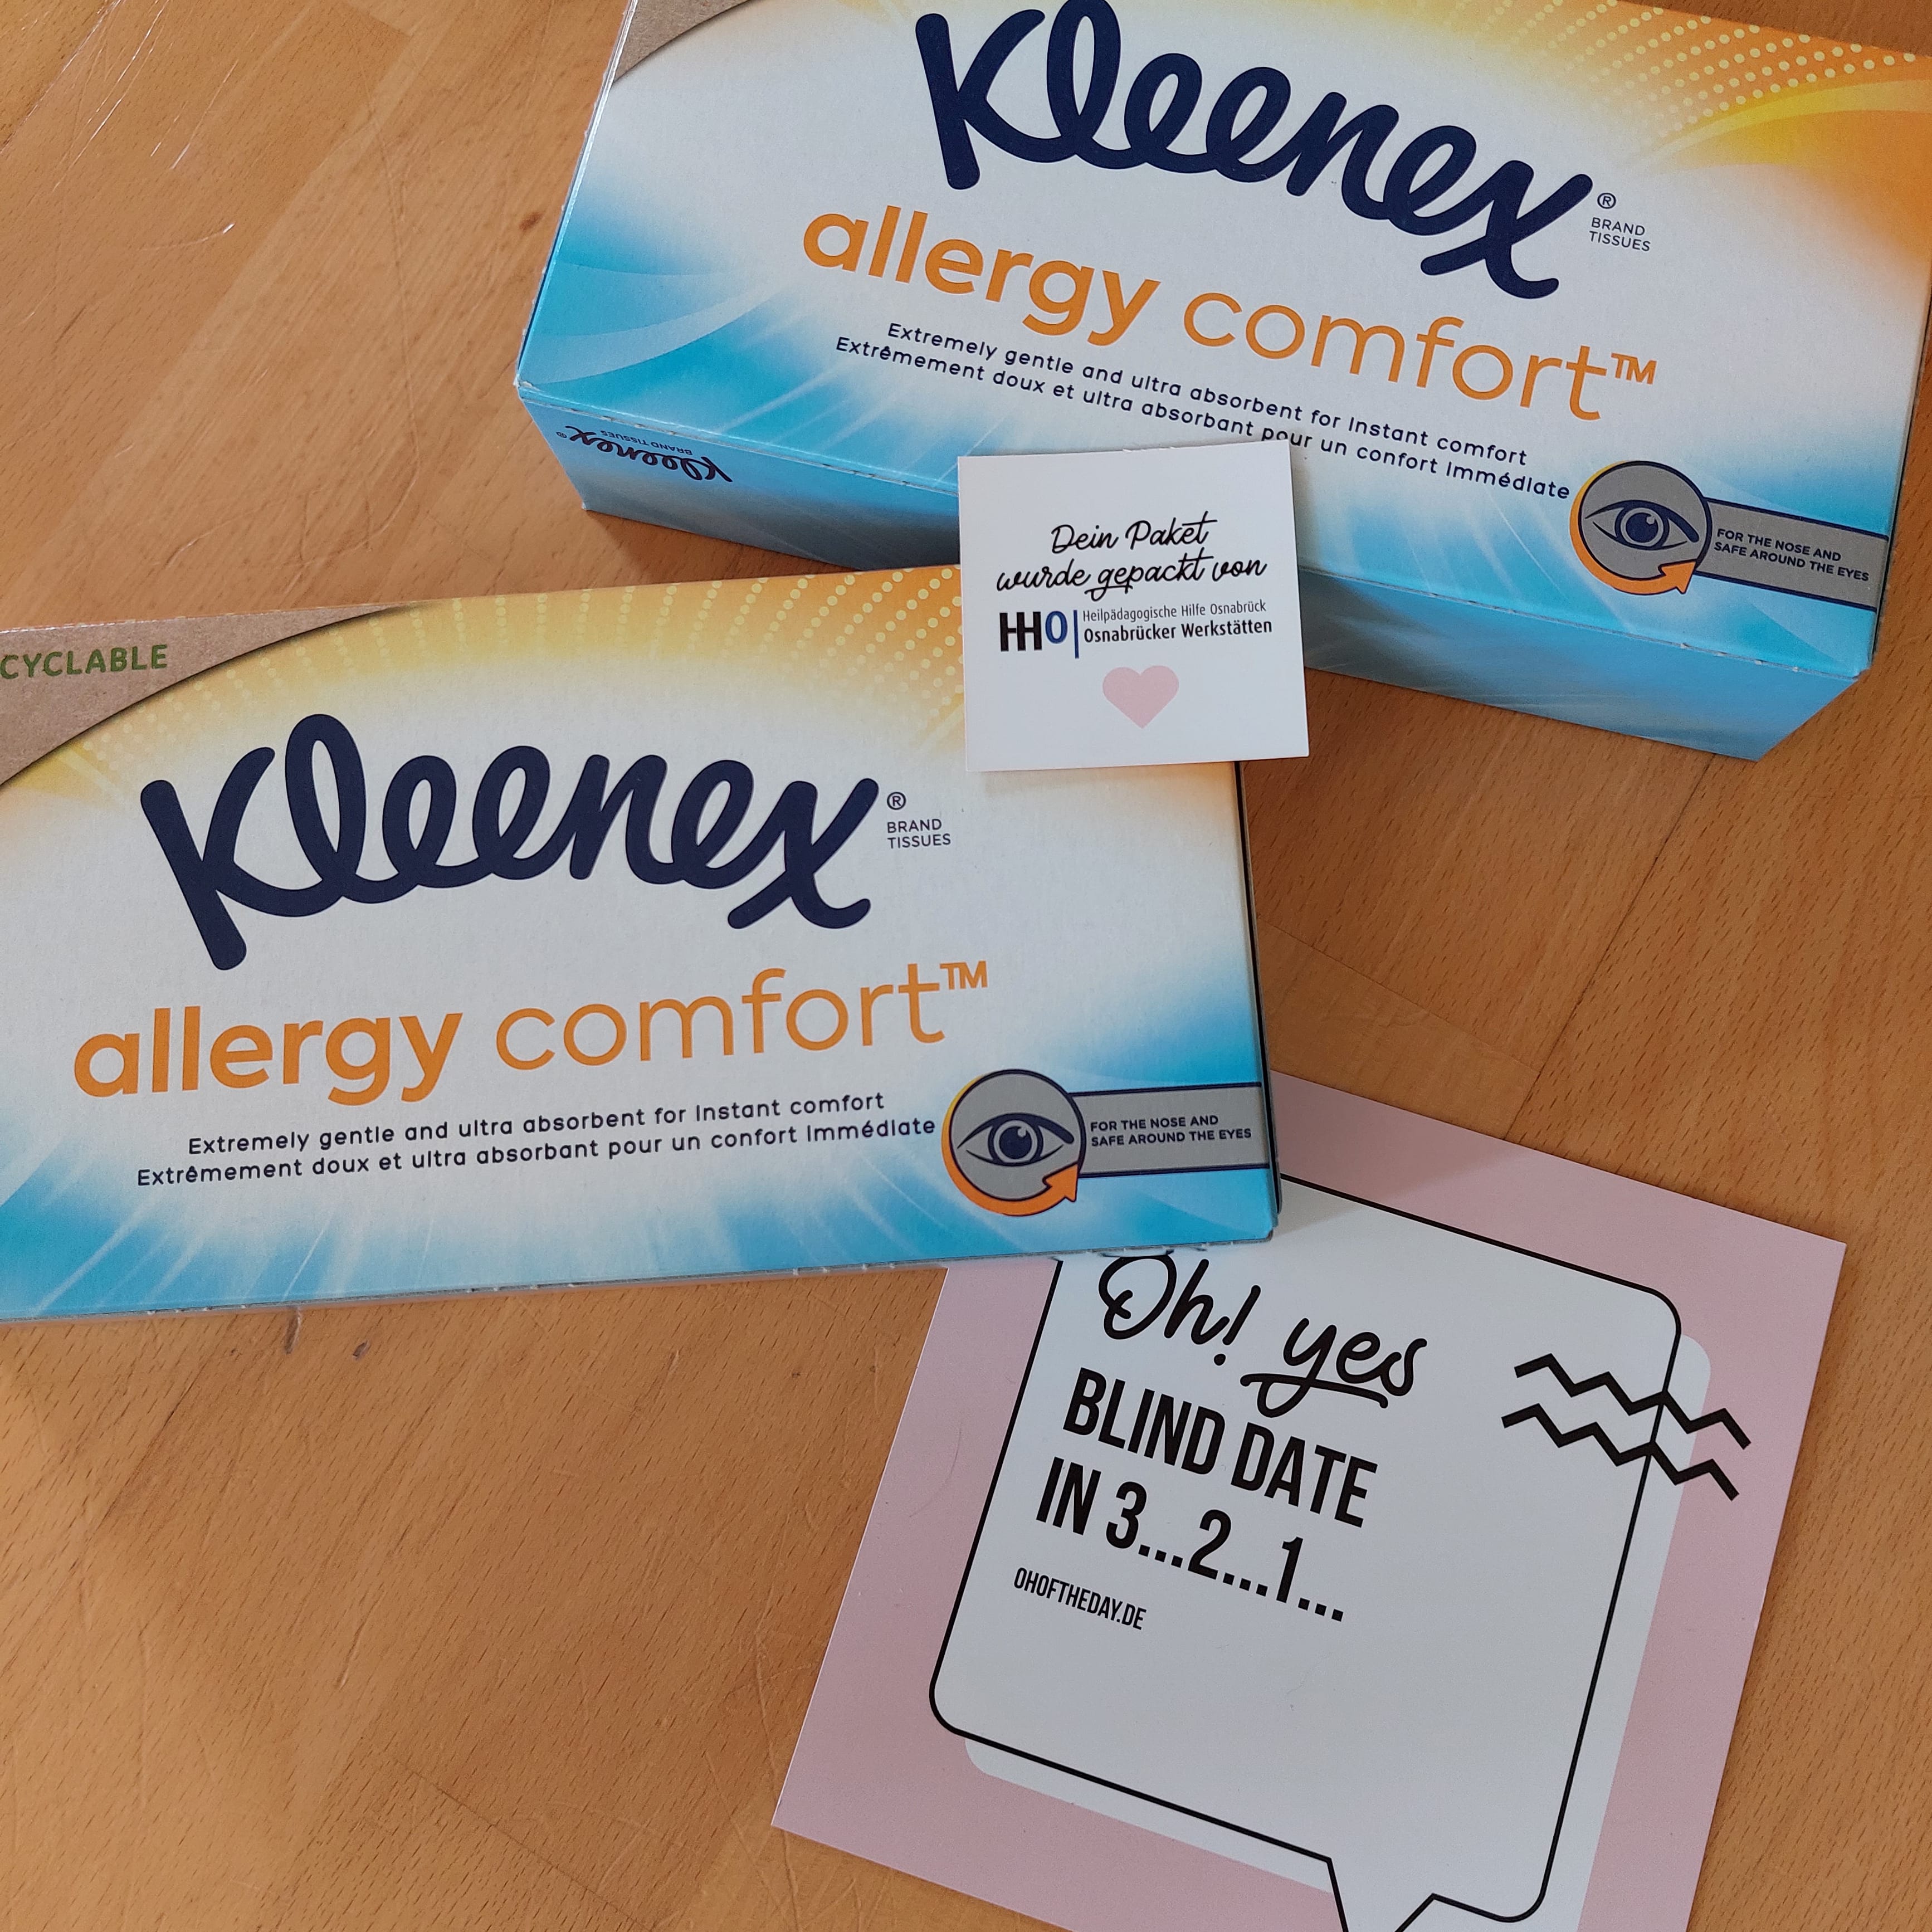 Kleenex®
BRAND
TISSUES
allergy comfort™
Extremely gentle and ultra absorbent for instant comfort
Extrêmement doux et ultra absorbant pour un confort immédiate
FOR THE NOSE AND
SAFE AROUND THE EYES
Kleenex®
BRAND TISSUES
Dein Paket
wurde gepackt von
HHO
Heilpädagogische Hilfe Osnabrück
Osnabrücker Werkstätten
CYCLABLE
Kleenex®
BRAND
TISSUES
allergy comfort™
Extremely gentle and ultra absorbent for instant comfort
Extrêmement doux et ultra absorbant pour un confort immédiate
FOR THE NOSE AND
SAFE AROUND THE EYES
Oh! yes
BLIND DATE
IN 3...2...1...
OHOFTHEDAY.DE